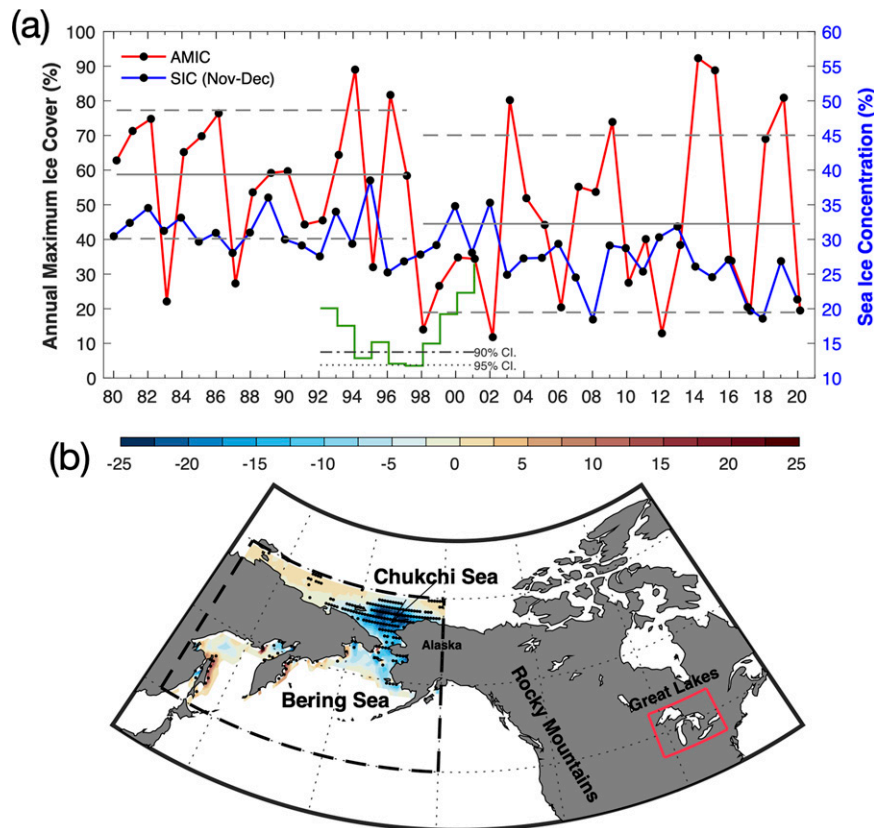 (a)
AMIC
SIC (Nov-Dec)
Annual Maximum Ice Cover (%)
100
90
80
70
60
50
40
30
20
10
0
Sea Ice Concentration (%)
60
55
50
45
40
35
30
25
20
15
10
90% CI.
95% CI.
80 82 84 86 88 90 92 94 96 98 00 02 04 06 08 10 12 14 16 18 20
(b)
-25 -20 -15 -10 -5 0 5 10 15 20 25
Chukchi Sea
Alaska
Bering Sea
Rocky Mountains
Great Lakes